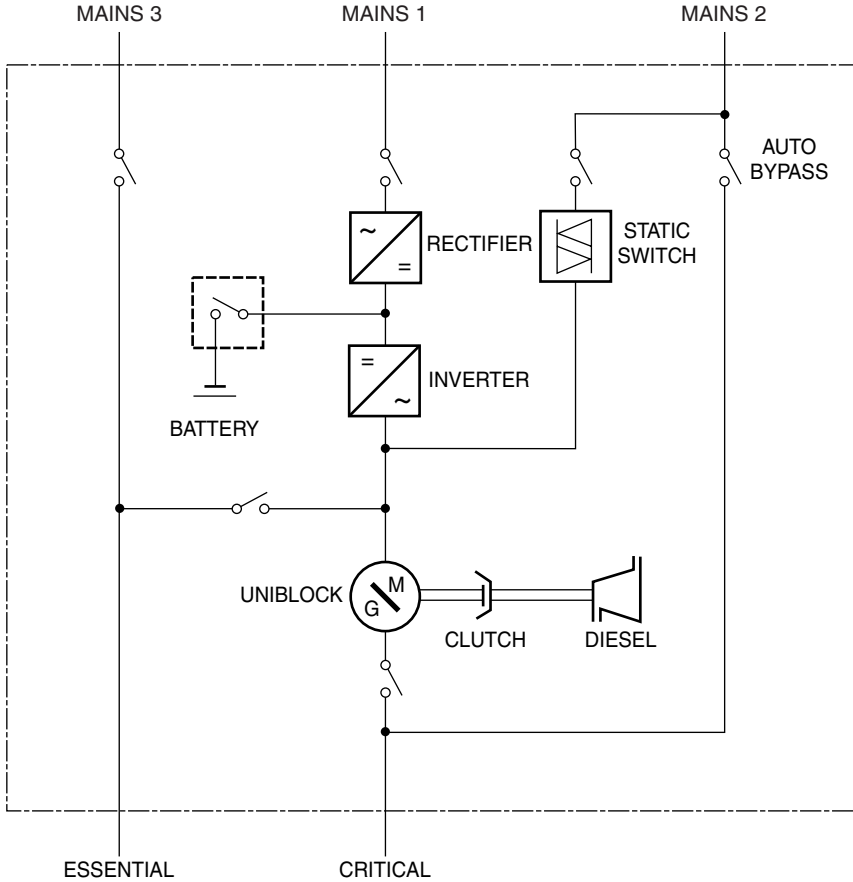 MAINS 3
MAINS 1
MAINS 2
AUTO
BYPASS
~
=
RECTIFIER
STATIC
SWITCH
=
~
INVERTER
BATTERY
UNIBLOCK
M
G
CLUTCH
DIESEL
ESSENTIAL
CRITICAL